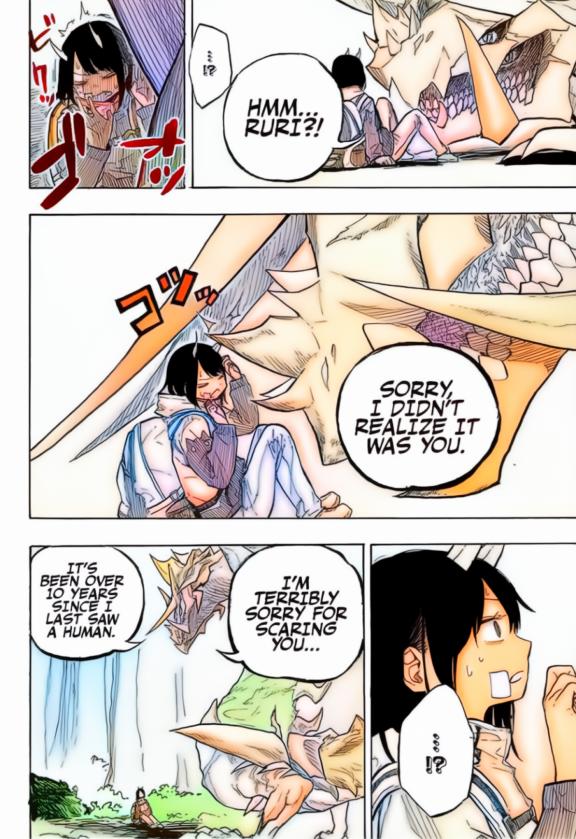 ビクッ
ゴオッ
…!?
HMM...
RURI?!
コツッ
SORRY,
I DIDN'T
REALIZE IT
WAS YOU.
IT'S
BEEN OVER
10 YEARS
SINCE I
LAST SAW
A HUMAN.
I'M
TERRIBLY
SORRY FOR
SCARING
YOU...
…!?